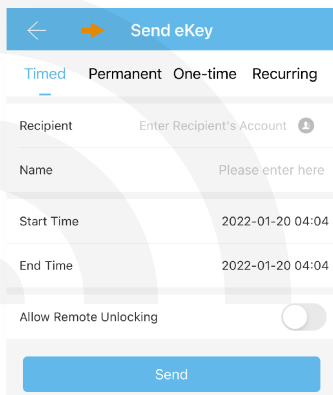 Send eKey
Timed Permanent One-time Recurring
Recipient Enter Recipient's Account
Name Please enter here
Start Time 2022-01-20 04:04
End Time 2022-01-20 04:04
Allow Remote Unlocking
Send